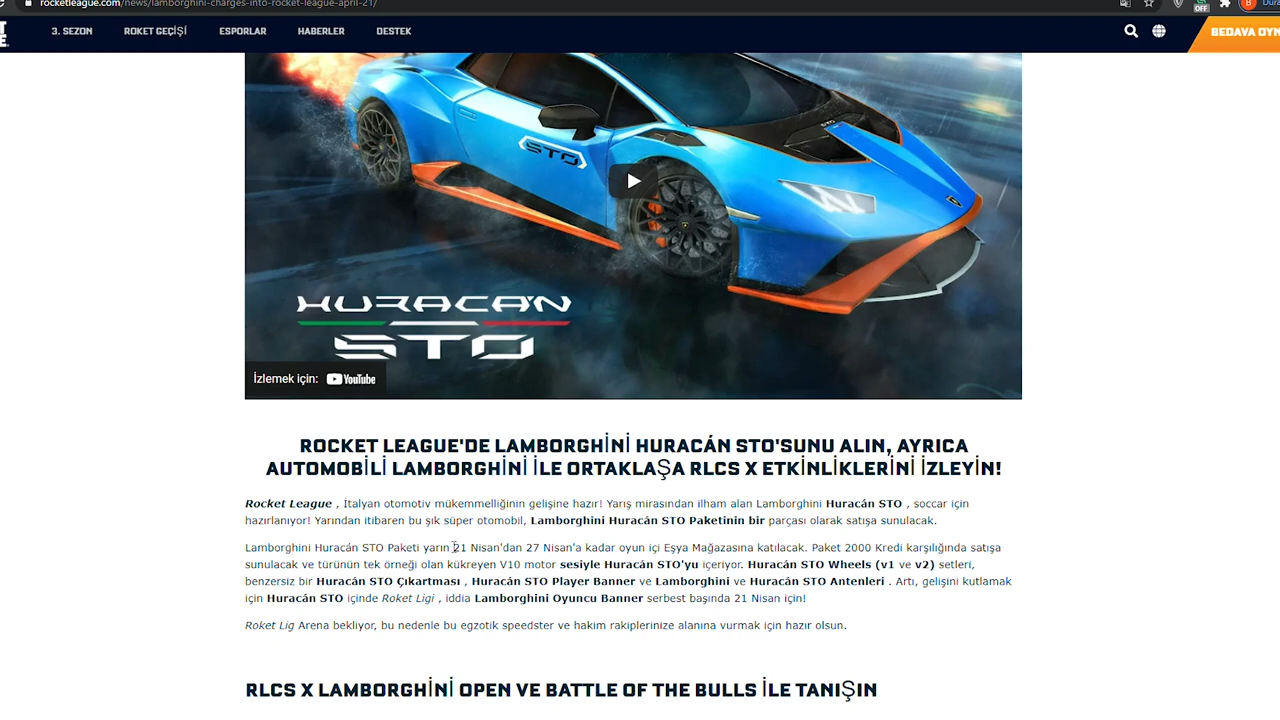 rocketleague.com/news/lamborghini-charges-into-rocket-league-april-21/
OFF
B
3. SEZON
ROKET GEÇİŞİ
ESPORLAR
HABERLER
DESTEK
BEDAVA OYN
STO
STO
HURACÁN
STO
İzlemek için: YouTube
ROCKET LEAGUE'DE LAMBORGHİNİ HURACÁN STO'SUNU ALIN, AYRICA
AUTOMOBİLİ LAMBORGHİNİ İLE ORTAKLAŞA RLCS X ETKİNLİKLERİNİ İZLEYİN!
Rocket League , İtalyan otomotiv mükemmelliğinin gelişine hazır! Yarış mirasından ilham alan Lamborghini Huracán STO , soccar için
hazırlanıyor! Yarından itibaren bu şık süper otomobil, Lamborghini Huracán STO Paketinin bir parçası olarak satışa sunulacak.
Lamborghini Huracán STO Paketi yarın 21 Nisan'dan 27 Nisan'a kadar oyun içi Eşya Mağazasına katılacak. Paket 2000 Kredi karşılığında satışa
sunulacak ve türünün tek örneği olan kükreyen V10 motor sesiyle Huracán STO'yu içeriyor. Huracán STO Wheels (v1 ve v2) setleri,
benzersiz bir Huracán STO Çıkartması , Huracán STO Player Banner ve Lamborghini ve Huracán STO Antenleri . Artı, gelişini kutlamak
için Huracán STO içinde Roket Ligi , iddia Lamborghini Oyuncu Banner serbest başında 21 Nisan için!
Roket Lig Arena bekliyor, bu nedenle bu egzotik speedster ve hakim rakiplerinize alanına vurmak için hazır olsun.
RLCS X LAMBORGHİNİ OPEN VE BATTLE OF THE BULLS İLE TANIŞIN